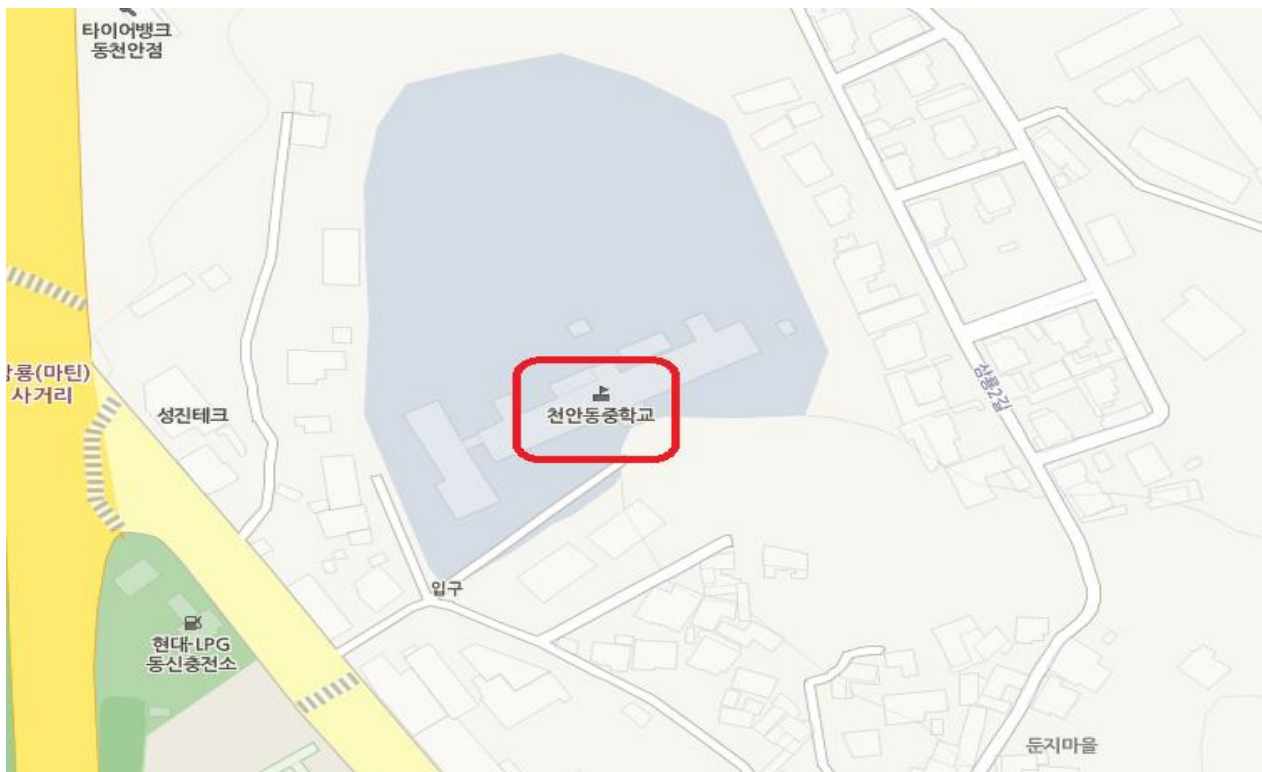 타이어뱅크
동천안점
룡(마틴)
사거리
성진테크
천안동중학교
삼룡2길
입구
현대-LPG
동신충전소
둔지마을